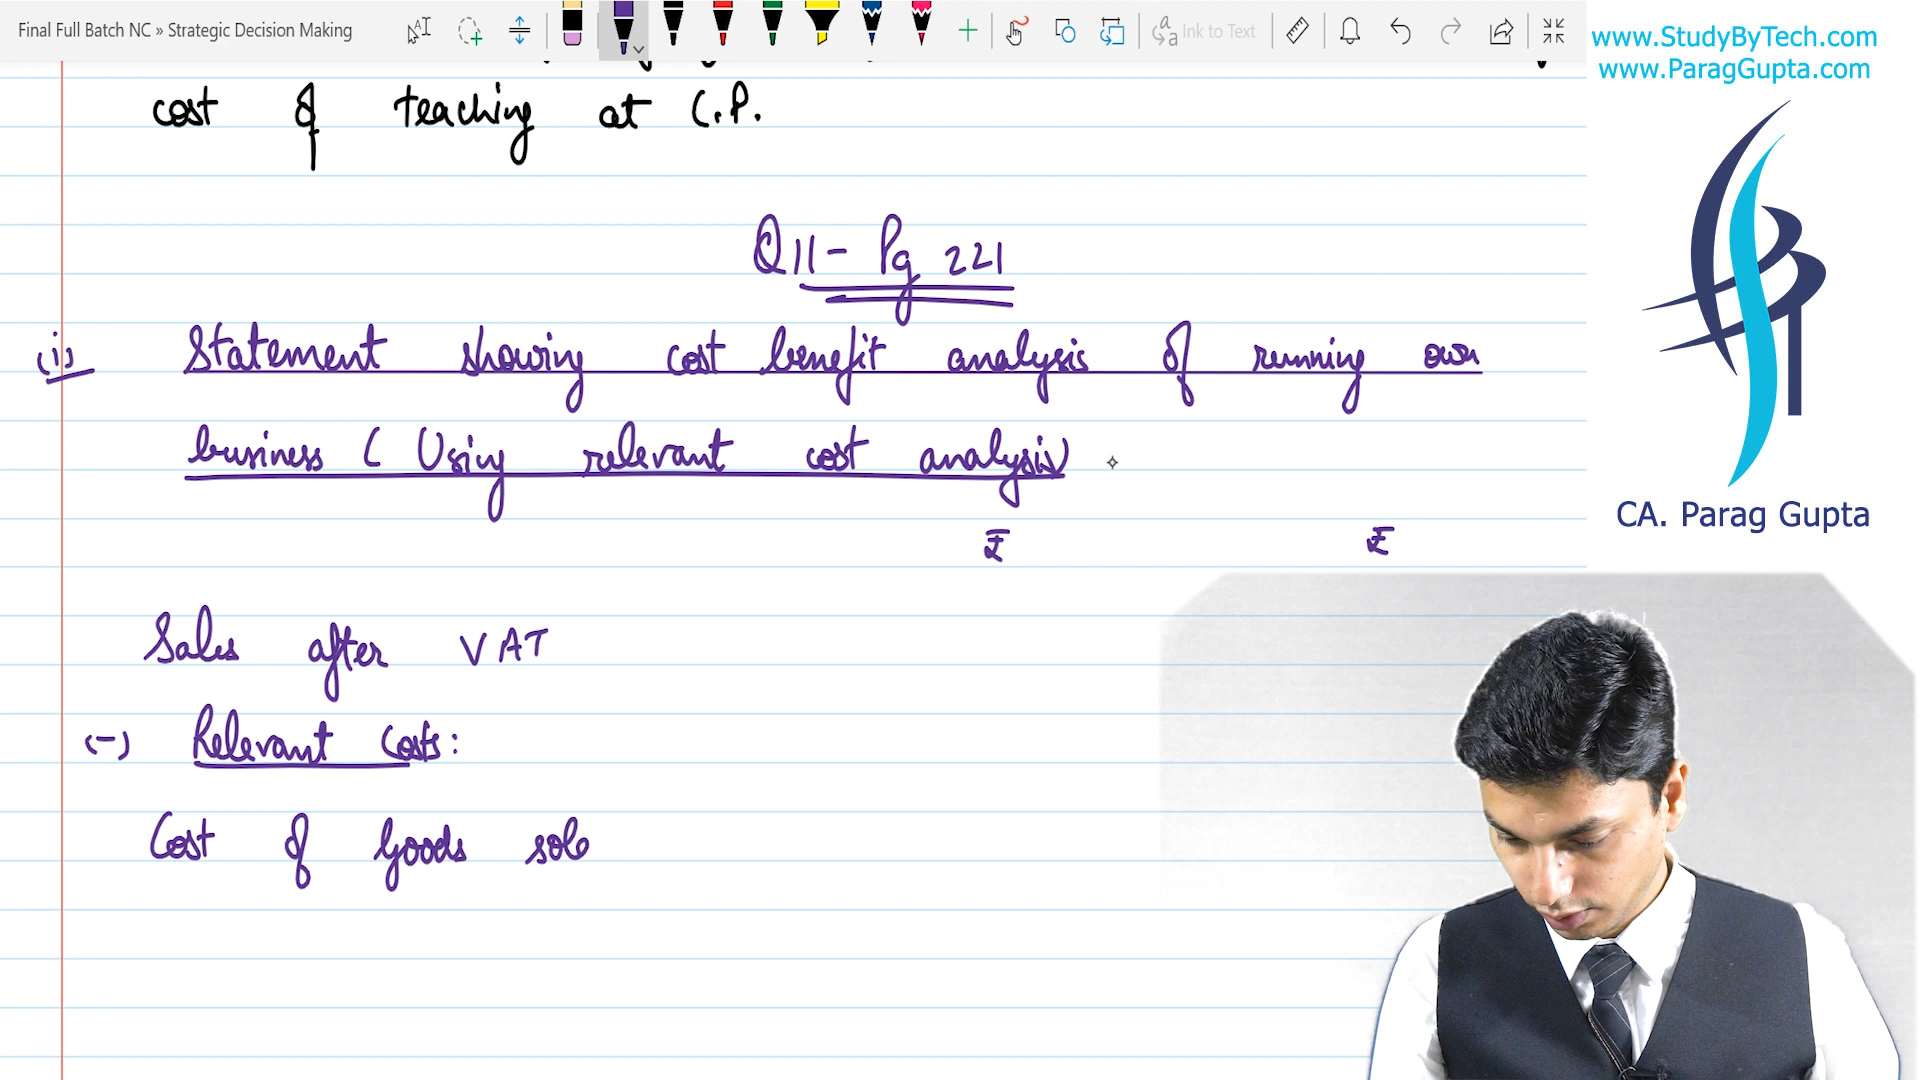 Final Full Batch NC » Strategic Decision Making
Ink to Text
www.StudyByTech.com
www.ParagGupta.com
cost of teaching at C.P.
Q11 - Pg 221
(i) Statement showing cost benefit analysis of running own
business (Using relevant cost analysis)
₹ ₹
CA. Parag Gupta
Sales after VAT
(-) Relevant Costs:
Cost of goods sole